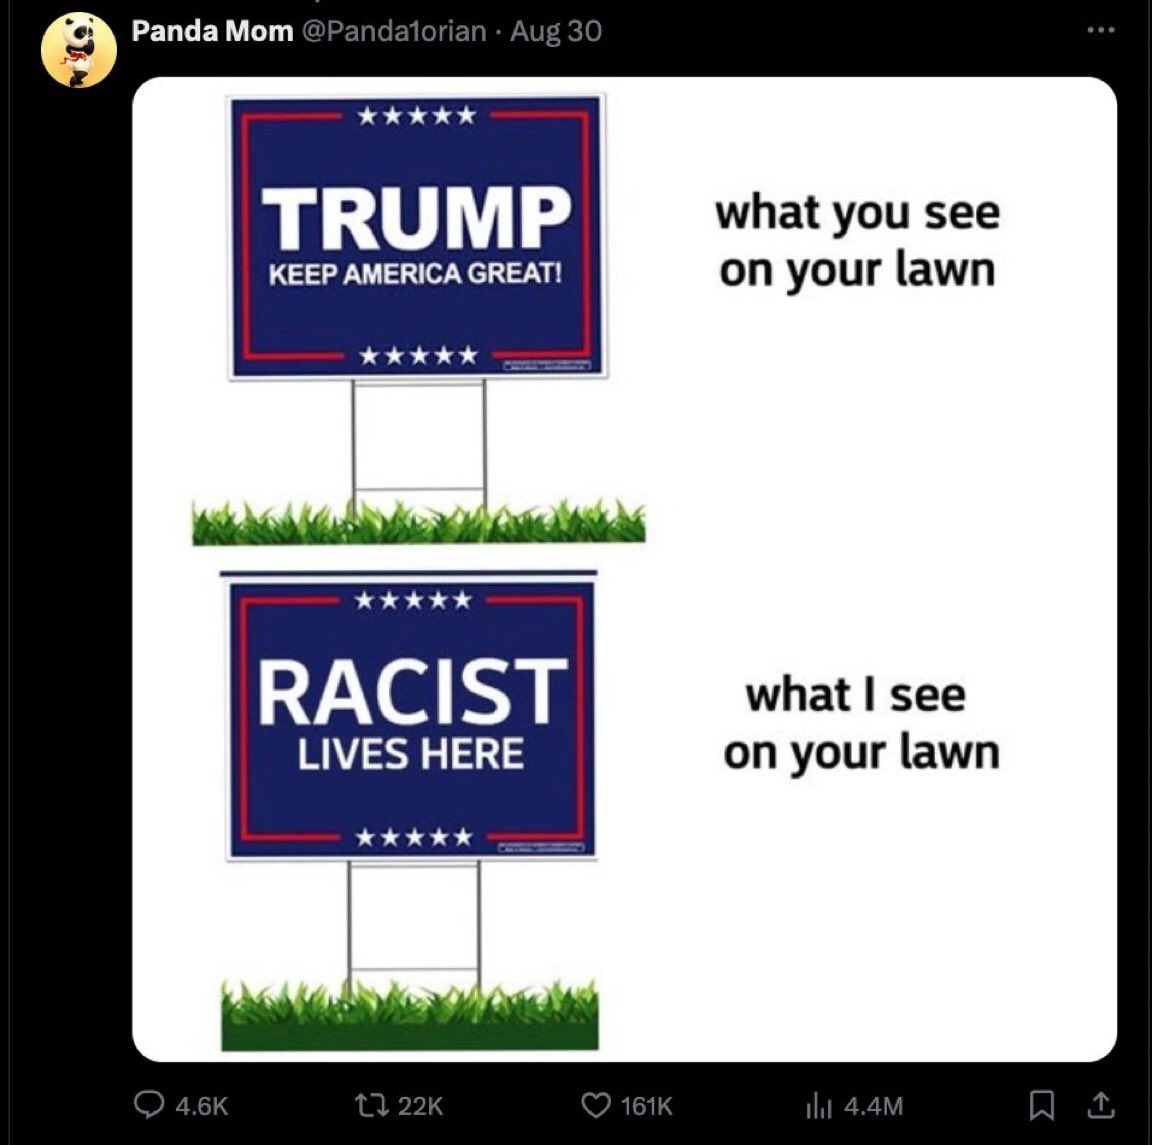 Panda Mom @Panda1orian · Aug 30
★★★★★
TRUMP
KEEP AMERICA GREAT!
★★★★★
what you see
on your lawn
★★★★★
RACIST
LIVES HERE
★★★★★
what I see
on your lawn
4.6K 22K 161K 4.4M